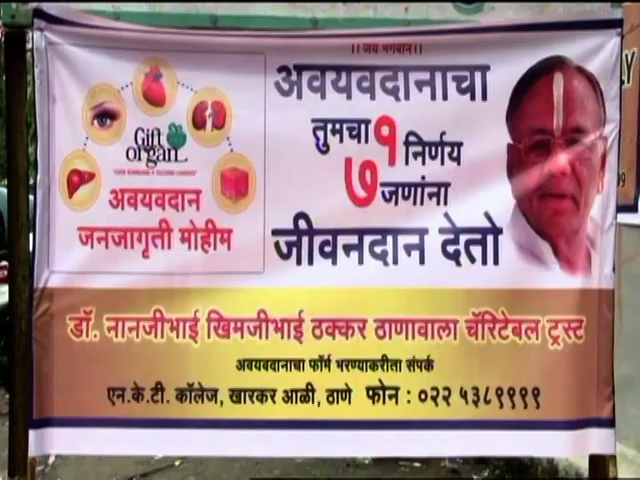 ।। जय भगवान।।
अवयवदानाचा
तुमचा १ निर्णय
७ जणांना
जीवनदान देतो
Gift
organ
अवयवदान
जनजागृती मोहीम
डॉ. नानजीभाई खिमजीभाई ठक्कर ठाणावाला चॅरिटेबल ट्रस्ट
अवयवदानाचा फॉर्म भरण्याकरीता संपर्क
एन.के.टी. कॉलेज, खारकर आळी, ठाणे फोन : ०२२ ५३८९९९९